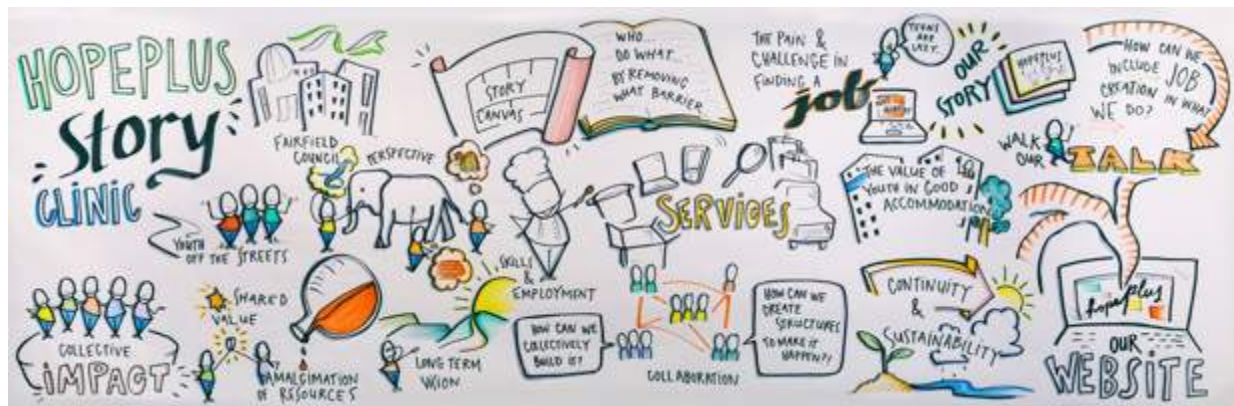 HOPEPLUS
Story
CLINIC
FAIRFIELD
COUNCIL
YOUTH
OFF THE STREETS
COLLECTIVE
IMPACT
SHARED
VALUE
AMALGIMATION
OF RESOURCES
PERSPECTIVE
LONG TERM
VISION
STORY
CANVAS
WHO...
DO WHAT...
BY REMOVING
WHAT BARRIER
SKILLS
&
EMPLOYMENT
SERVICES
HOW CAN WE
COLLECTIVELY
BUILD IT?
COLLABORATION
HOW CAN WE
CREATE
STRUCTURES
TO MAKE IT
HAPPEN?!
THE PAIN &
CHALLENGE IN
FINDING A
job
TEENS
ARE
LAZY..
OUR
STORY
HOPEPLUS
HOW CAN WE
INCLUDE JOB
CREATION IN WHAT
WE DO?
WALK
OUR
TALK
THE VALUE OF
YOUTH IN GOOD
ACCOMMODATION
CONTINUITY
&
SUSTAINABILITY
hopeplus
OUR
WEBSITE